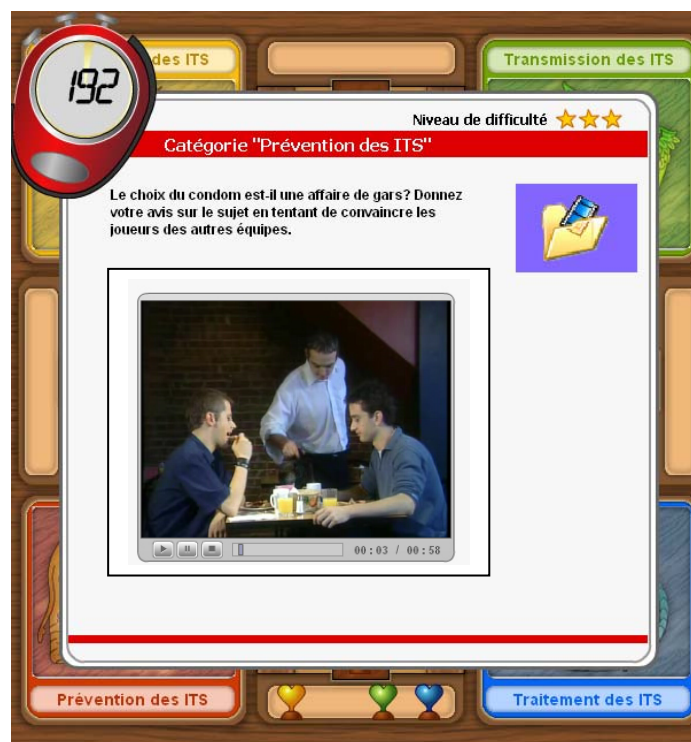 des ITS
Transmission des ITS
192
Niveau de difficulté
Catégorie "Prévention des ITS"
Le choix du condom est-il une affaire de gars? Donnez
votre avis sur le sujet en tentant de convaincre les
joueurs des autres équipes.
00:03 / 00:58
Prévention des ITS
Traitement des ITS